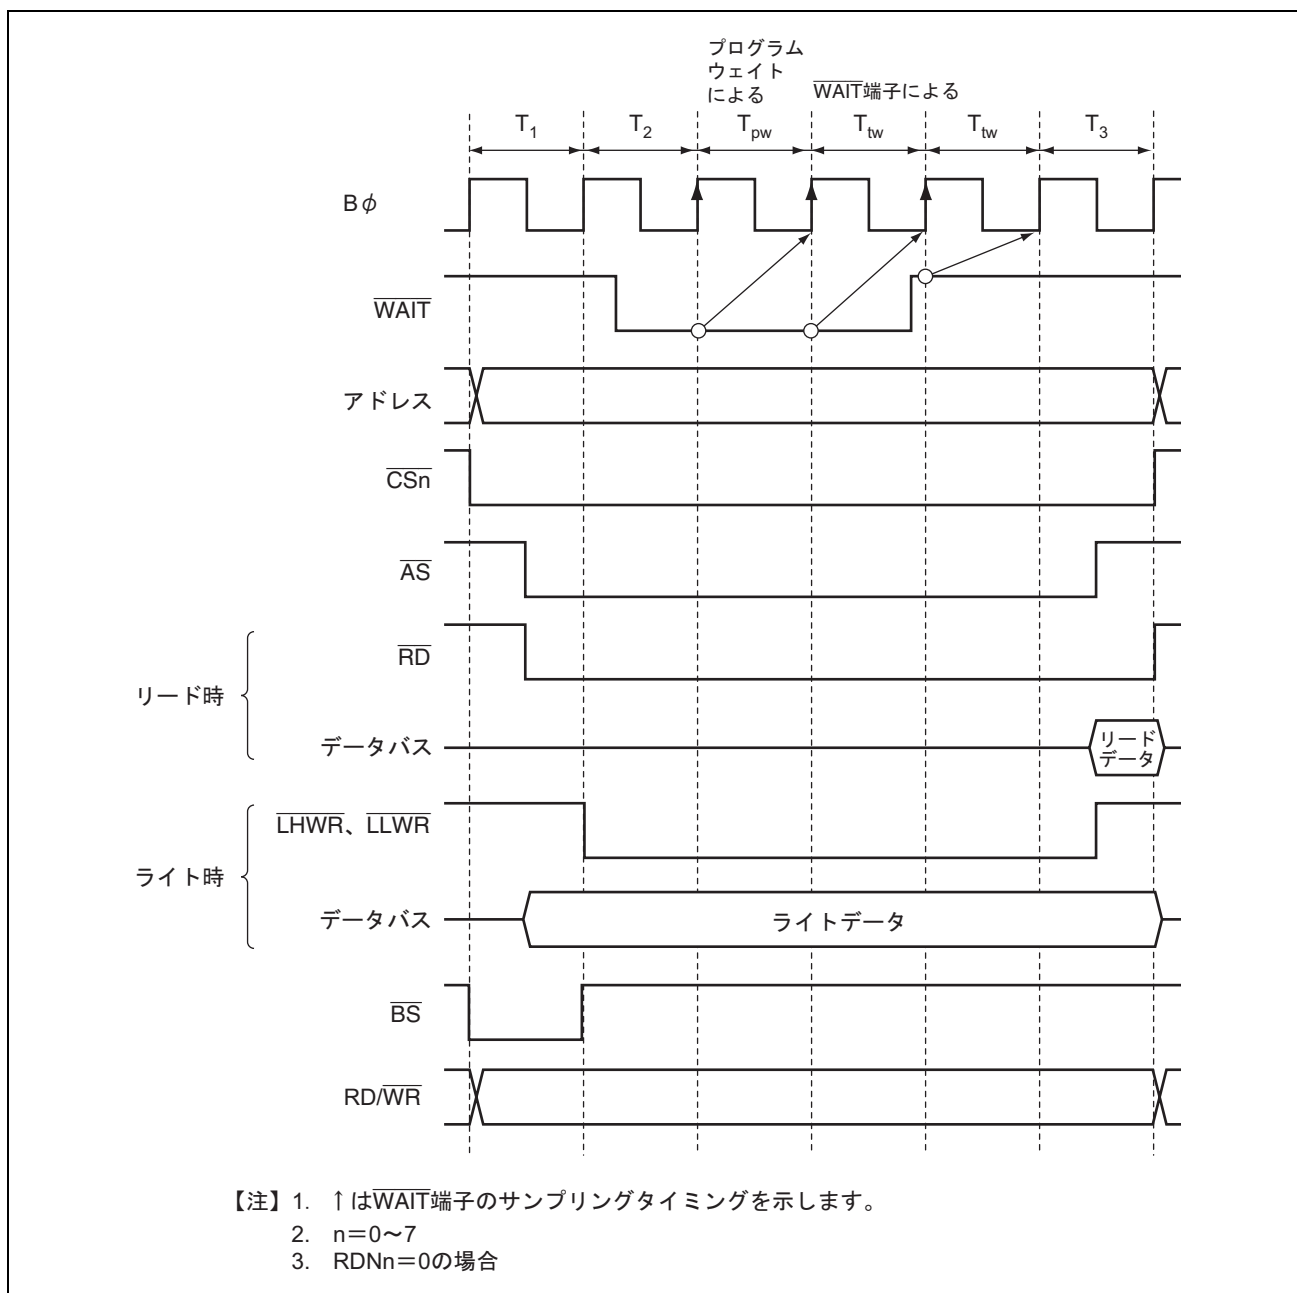 プログラム
ウェイト
による
WAIT端子による
T1 T2 Tpw Ttw Ttw T3
Bφ
WAIT
アドレス
CSn
AS
RD
リード時
データバス
リード
データ
LHWR、LLWR
ライト時
データバス
ライトデータ
BS
RD/WR
【注】1. ↑はWAIT端子のサンプリングタイミングを示します。
2. n=0～7
3. RDNn=0の場合